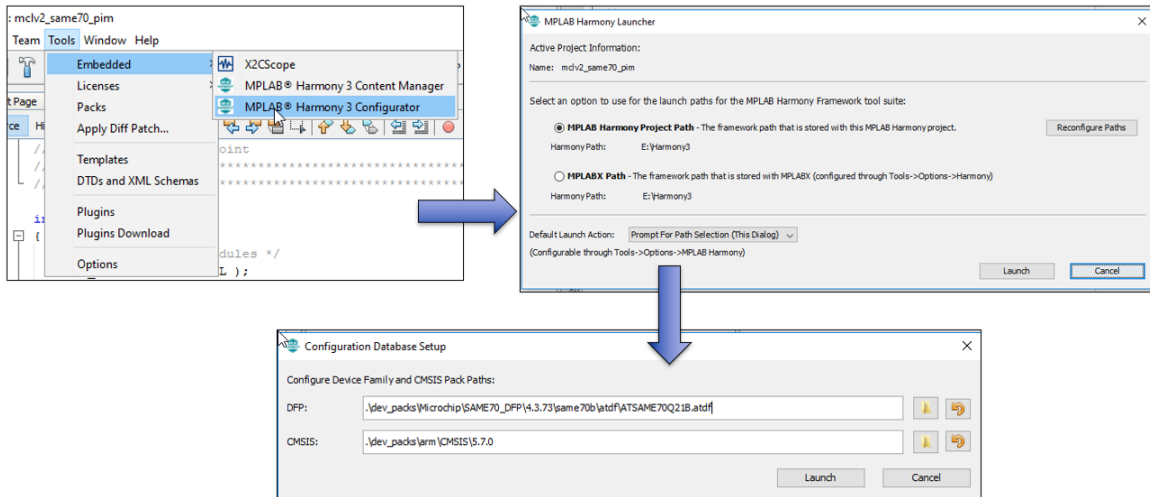 : mclv2_same70_pim
Team Tools Window Help
Embedded
X2CScope
Licenses
MPLAB® Harmony 3 Content Manager
t Page
Packs
MPLAB® Harmony 3 Configurator
rce Hi
Apply Diff Patch...
// oint
Templates
//
******************************
DTDs and XML Schemas
//
******************************
Plugins
in
Plugins Download
{
dules */
Options
L );
MPLAB Harmony Launcher
Active Project Information:
Name: mclv2_same70_pim
Select an option to use for the launch paths for the MPLAB Harmony Framework tool suite:
MPLAB Harmony Project Path - The framework path that is stored with this MPLAB Harmony project.
Reconfigure Paths
Harmony Path: E:\Harmony3
MPLABX Path - The framework path that is stored with MPLABX (configured through Tools->Options->Harmony)
Harmony Path: E:\Harmony3
Default Launch Action: Prompt For Path Selection (This Dialog)
(Configurable through Tools->Options->MPLAB Harmony)
Launch Cancel
Configuration Database Setup
Configure Device Family and CMSIS Pack Paths:
DFP: .\dev_packs\Microchip\SAME70_DFP\4.3.73\same70b\atdf\ATSAME70Q21B.atdf
CMSIS: .\dev_packs\arm\CMSIS\5.7.0
Launch Cancel